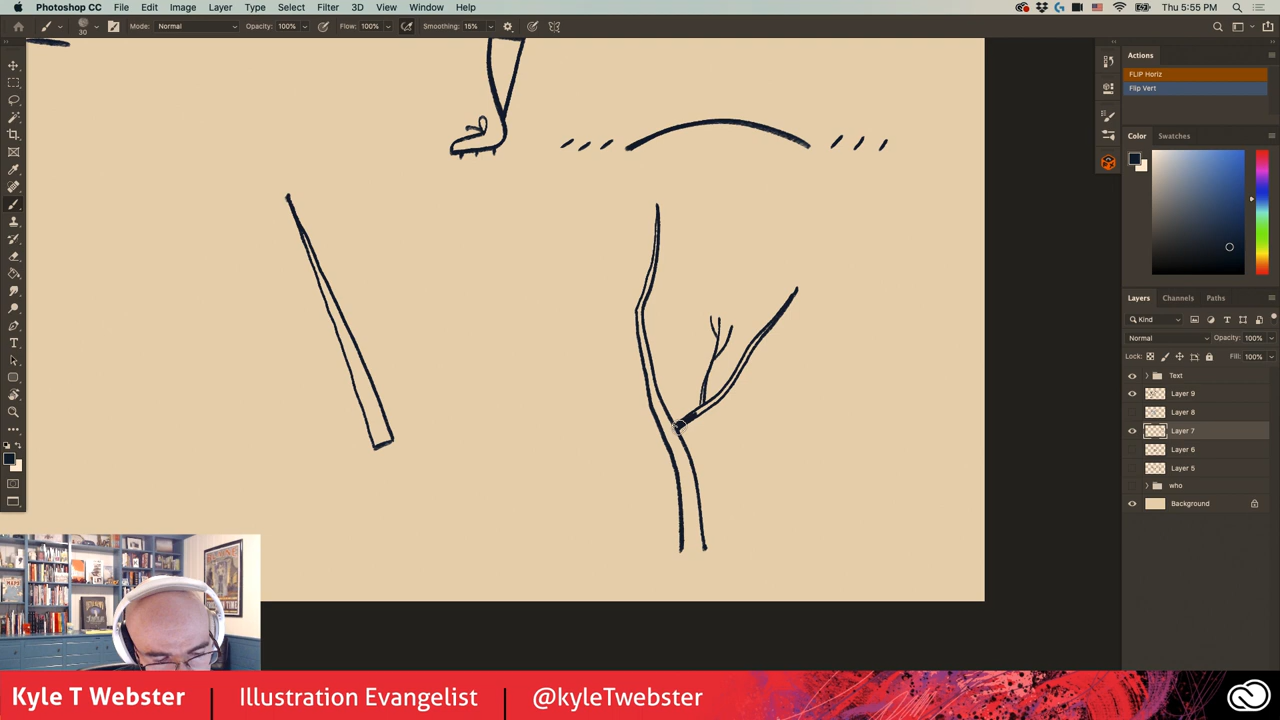 Photoshop CC File Edit Image Layer Type Select Filter 3D View Window Help Thu 5:55 PM
30 Mode: Normal Opacity: 100% Flow: 100% Smoothing: 15%
Actions
FLIP Horiz
Flip Vert
Color Swatches
Layers Channels Paths
Kind
Normal Opacity: 100%
Lock: Fill: 100%
Text
Layer 9
Layer 8
Layer 7
Layer 6
Layer 5
who
Background
Kyle T Webster | Illustration Evangelist | @kyleTwebster